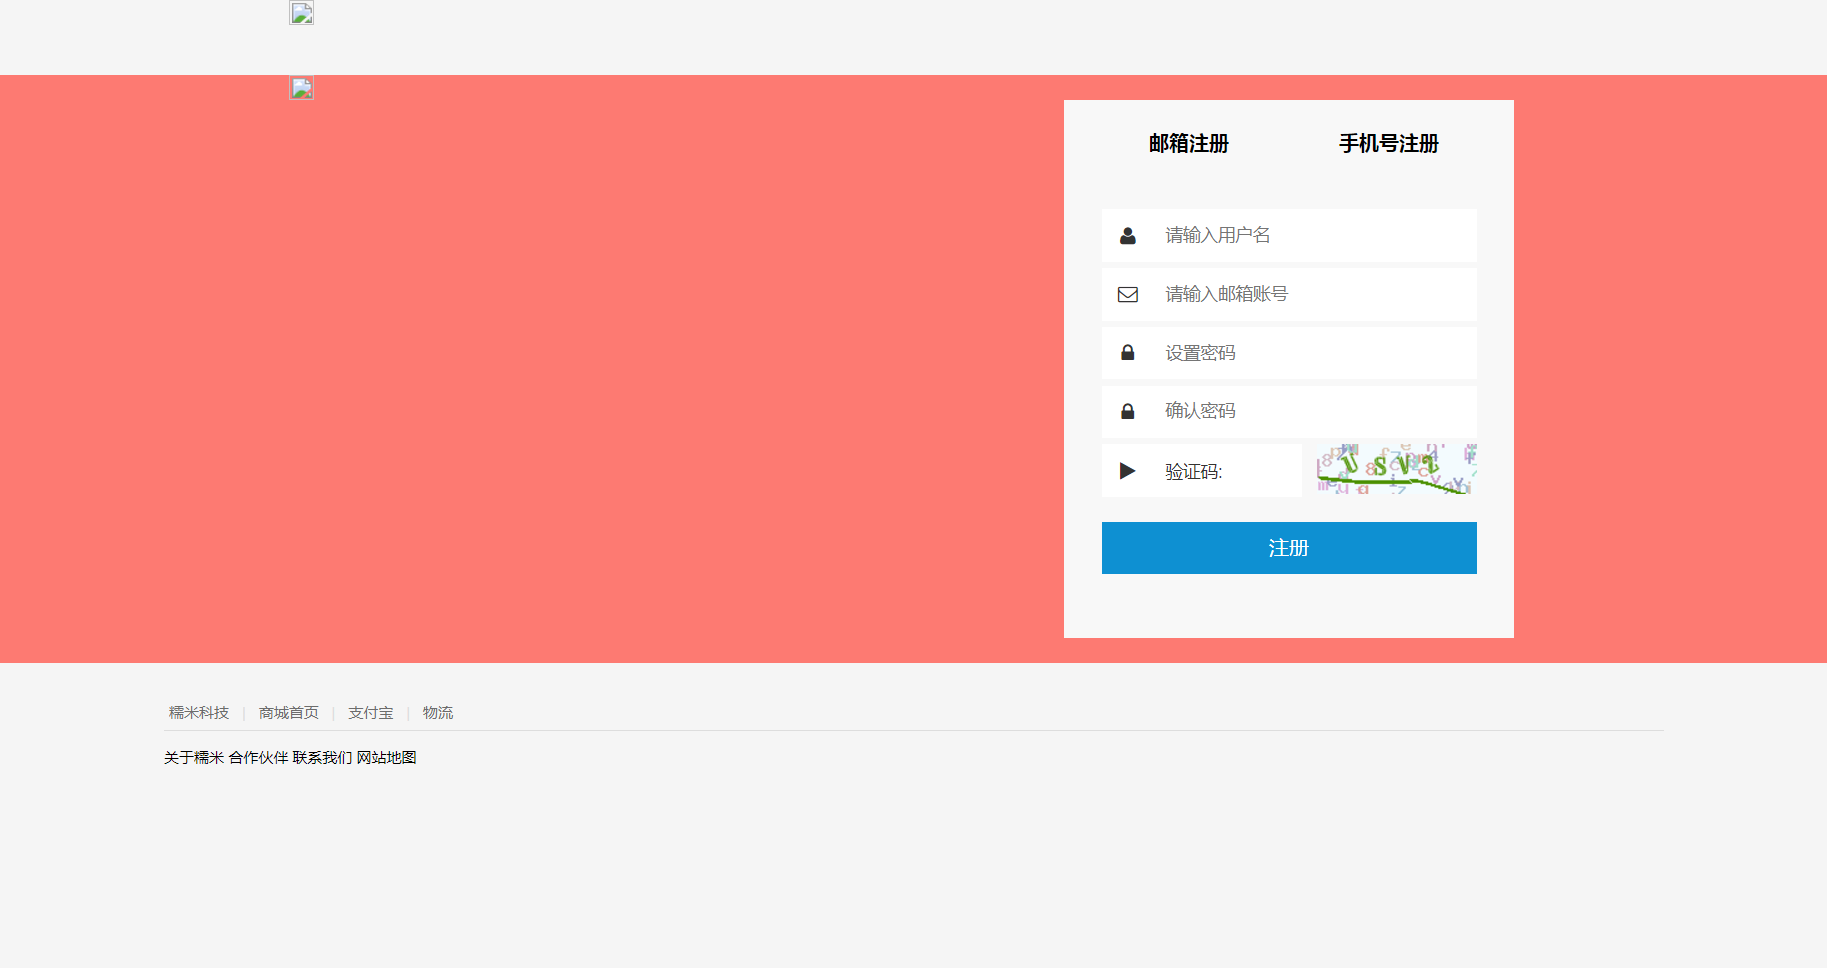 邮箱注册 手机号注册
请输入用户名
请输入邮箱账号
设置密码
确认密码
验证码:
注册
糯米科技 | 商城首页 | 支付宝 | 物流
关于糯米 合作伙伴 联系我们 网站地图